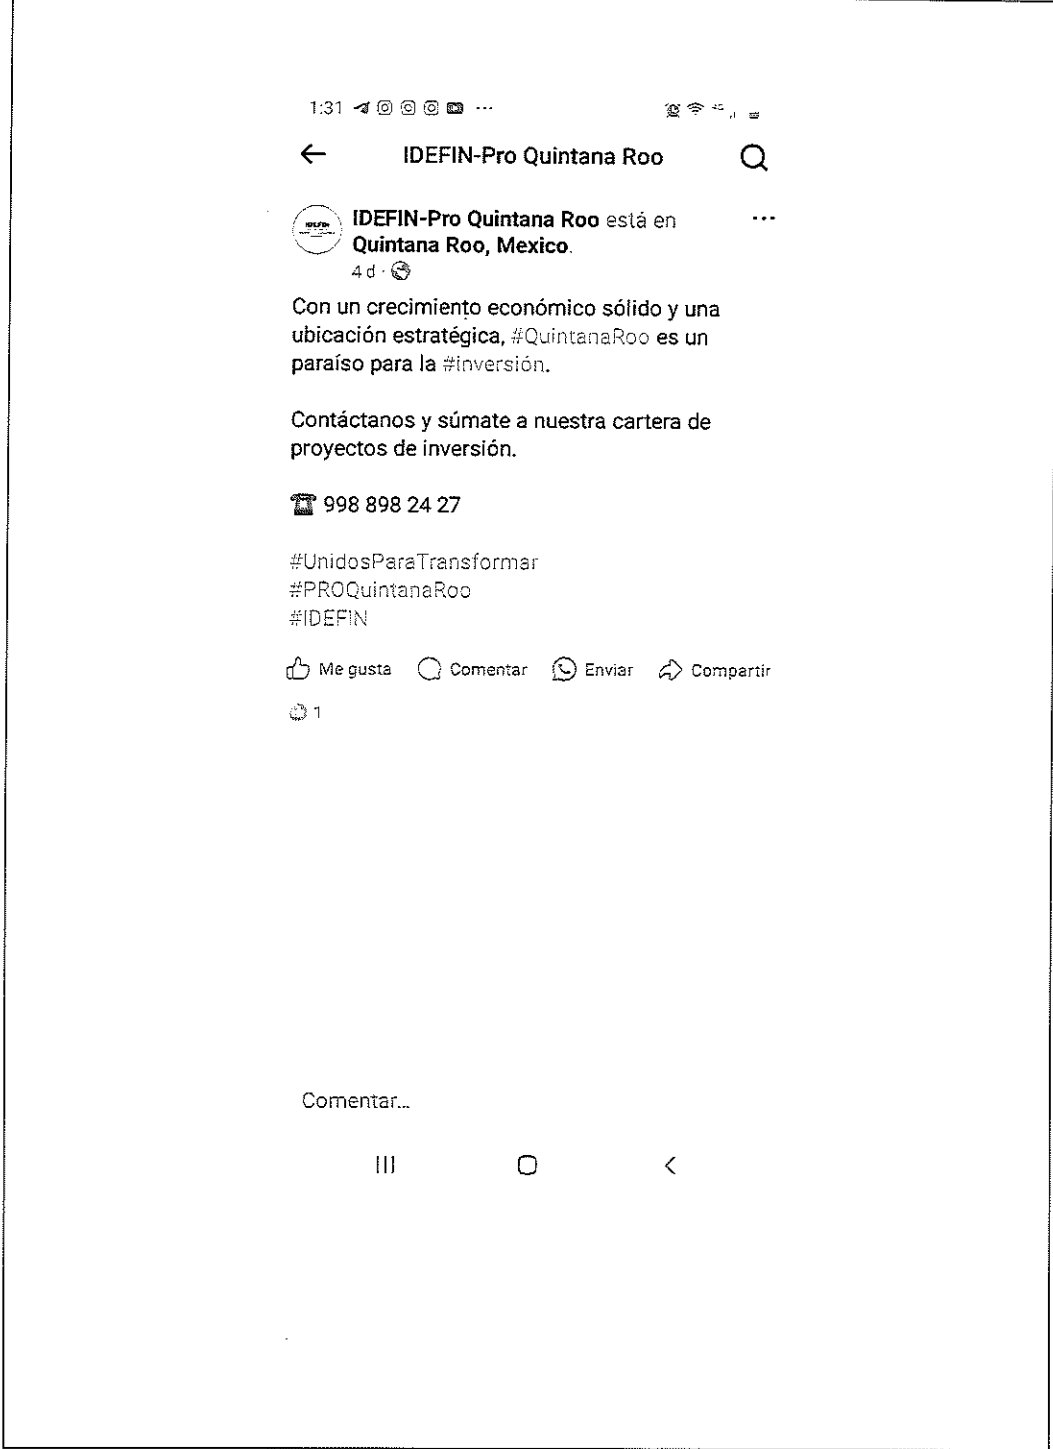 1:31
IDEFIN-Pro Quintana Roo
IDEFIN
IDEFIN-Pro Quintana Roo está en
Quintana Roo, Mexico.
4 d ·
Con un crecimiento económico sólido y una
ubicación estratégica, #QuintanaRoo es un
paraíso para la #inversión.
Contáctanos y súmate a nuestra cartera de
proyectos de inversión.
☎ 998 898 24 27
#UnidosParaTransformar
#PROQuintanaRoo
#IDEFIN
Me gusta Comentar Enviar Compartir
1
Comentar...